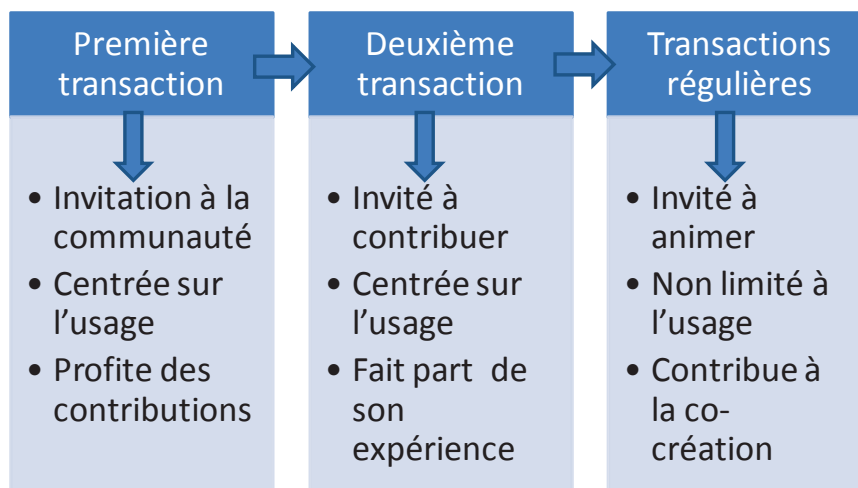 Première
transaction
• Invitation à la
communauté
• Centrée sur
l'usage
• Profite des
contributions
Deuxième
transaction
• Invité à
contribuer
• Centrée sur
l'usage
• Fait part de
son
expérience
Transactions
régulières
• Invité à
animer
• Non limité à
l'usage
• Contribue à
la co-
création